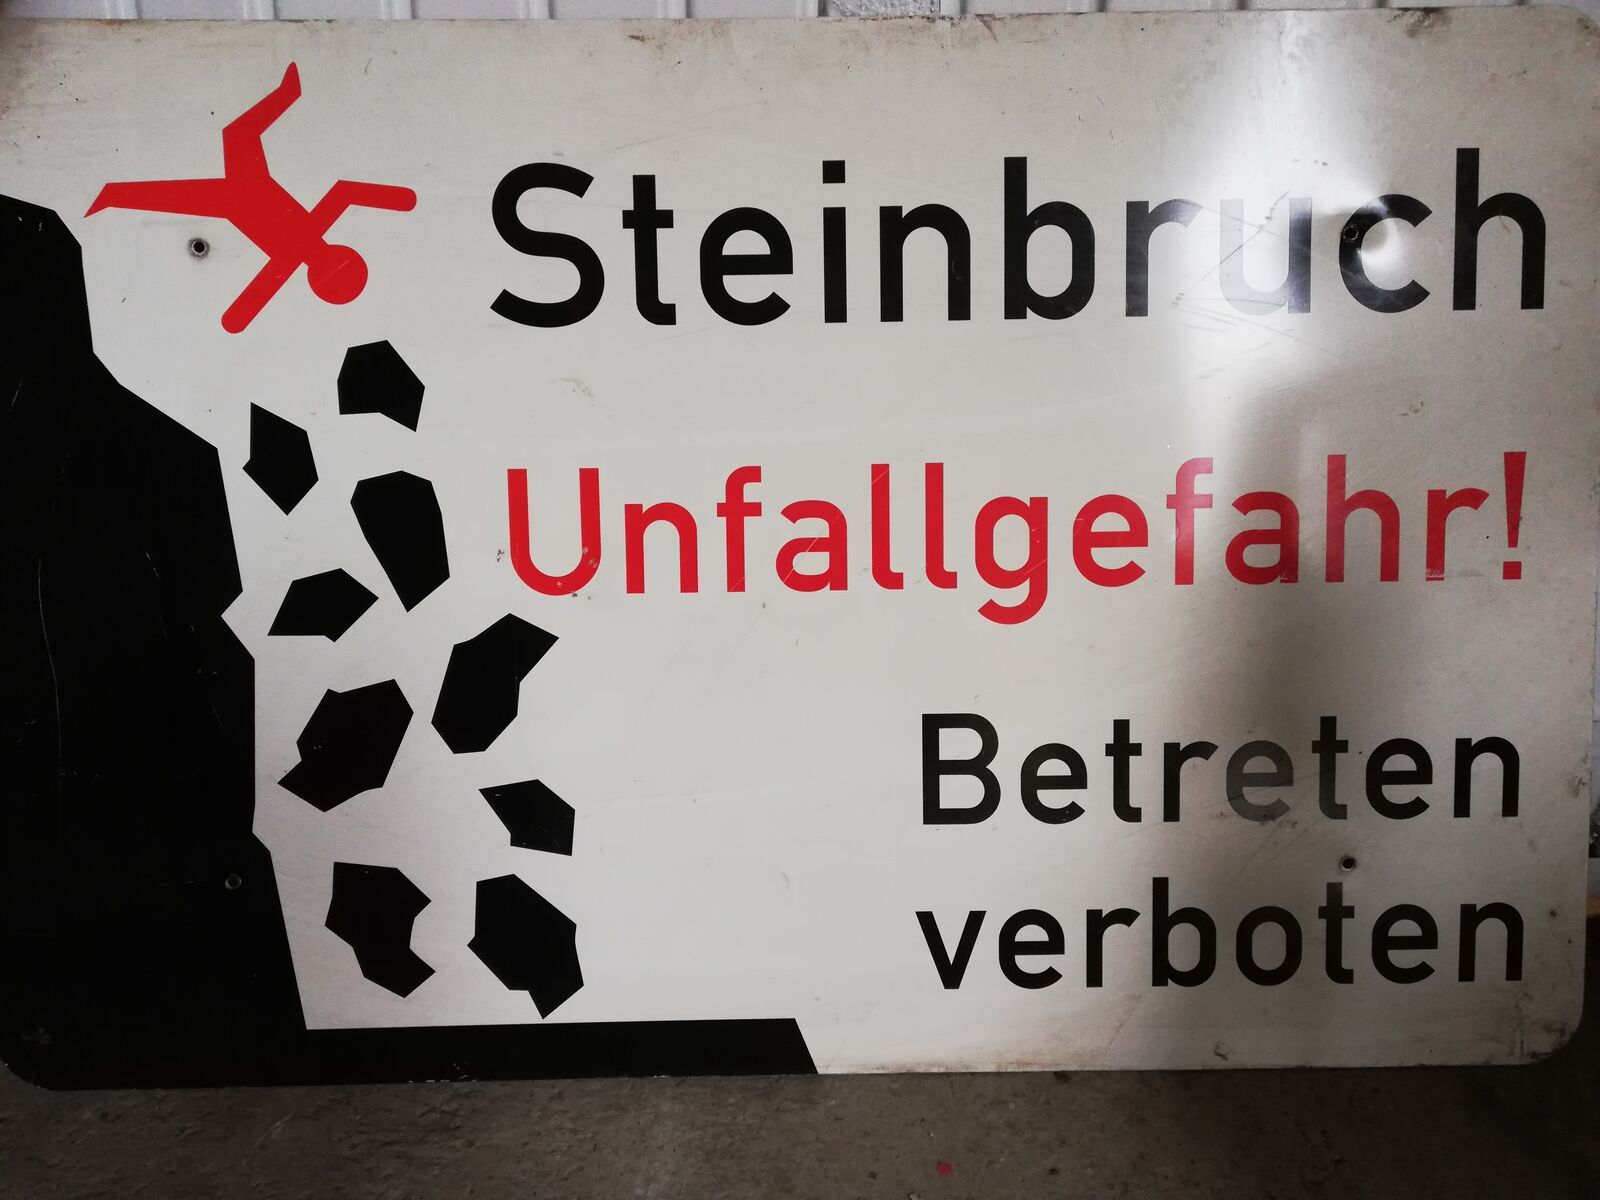 Steinbruch
Unfallgefahr!
Betreten
verboten